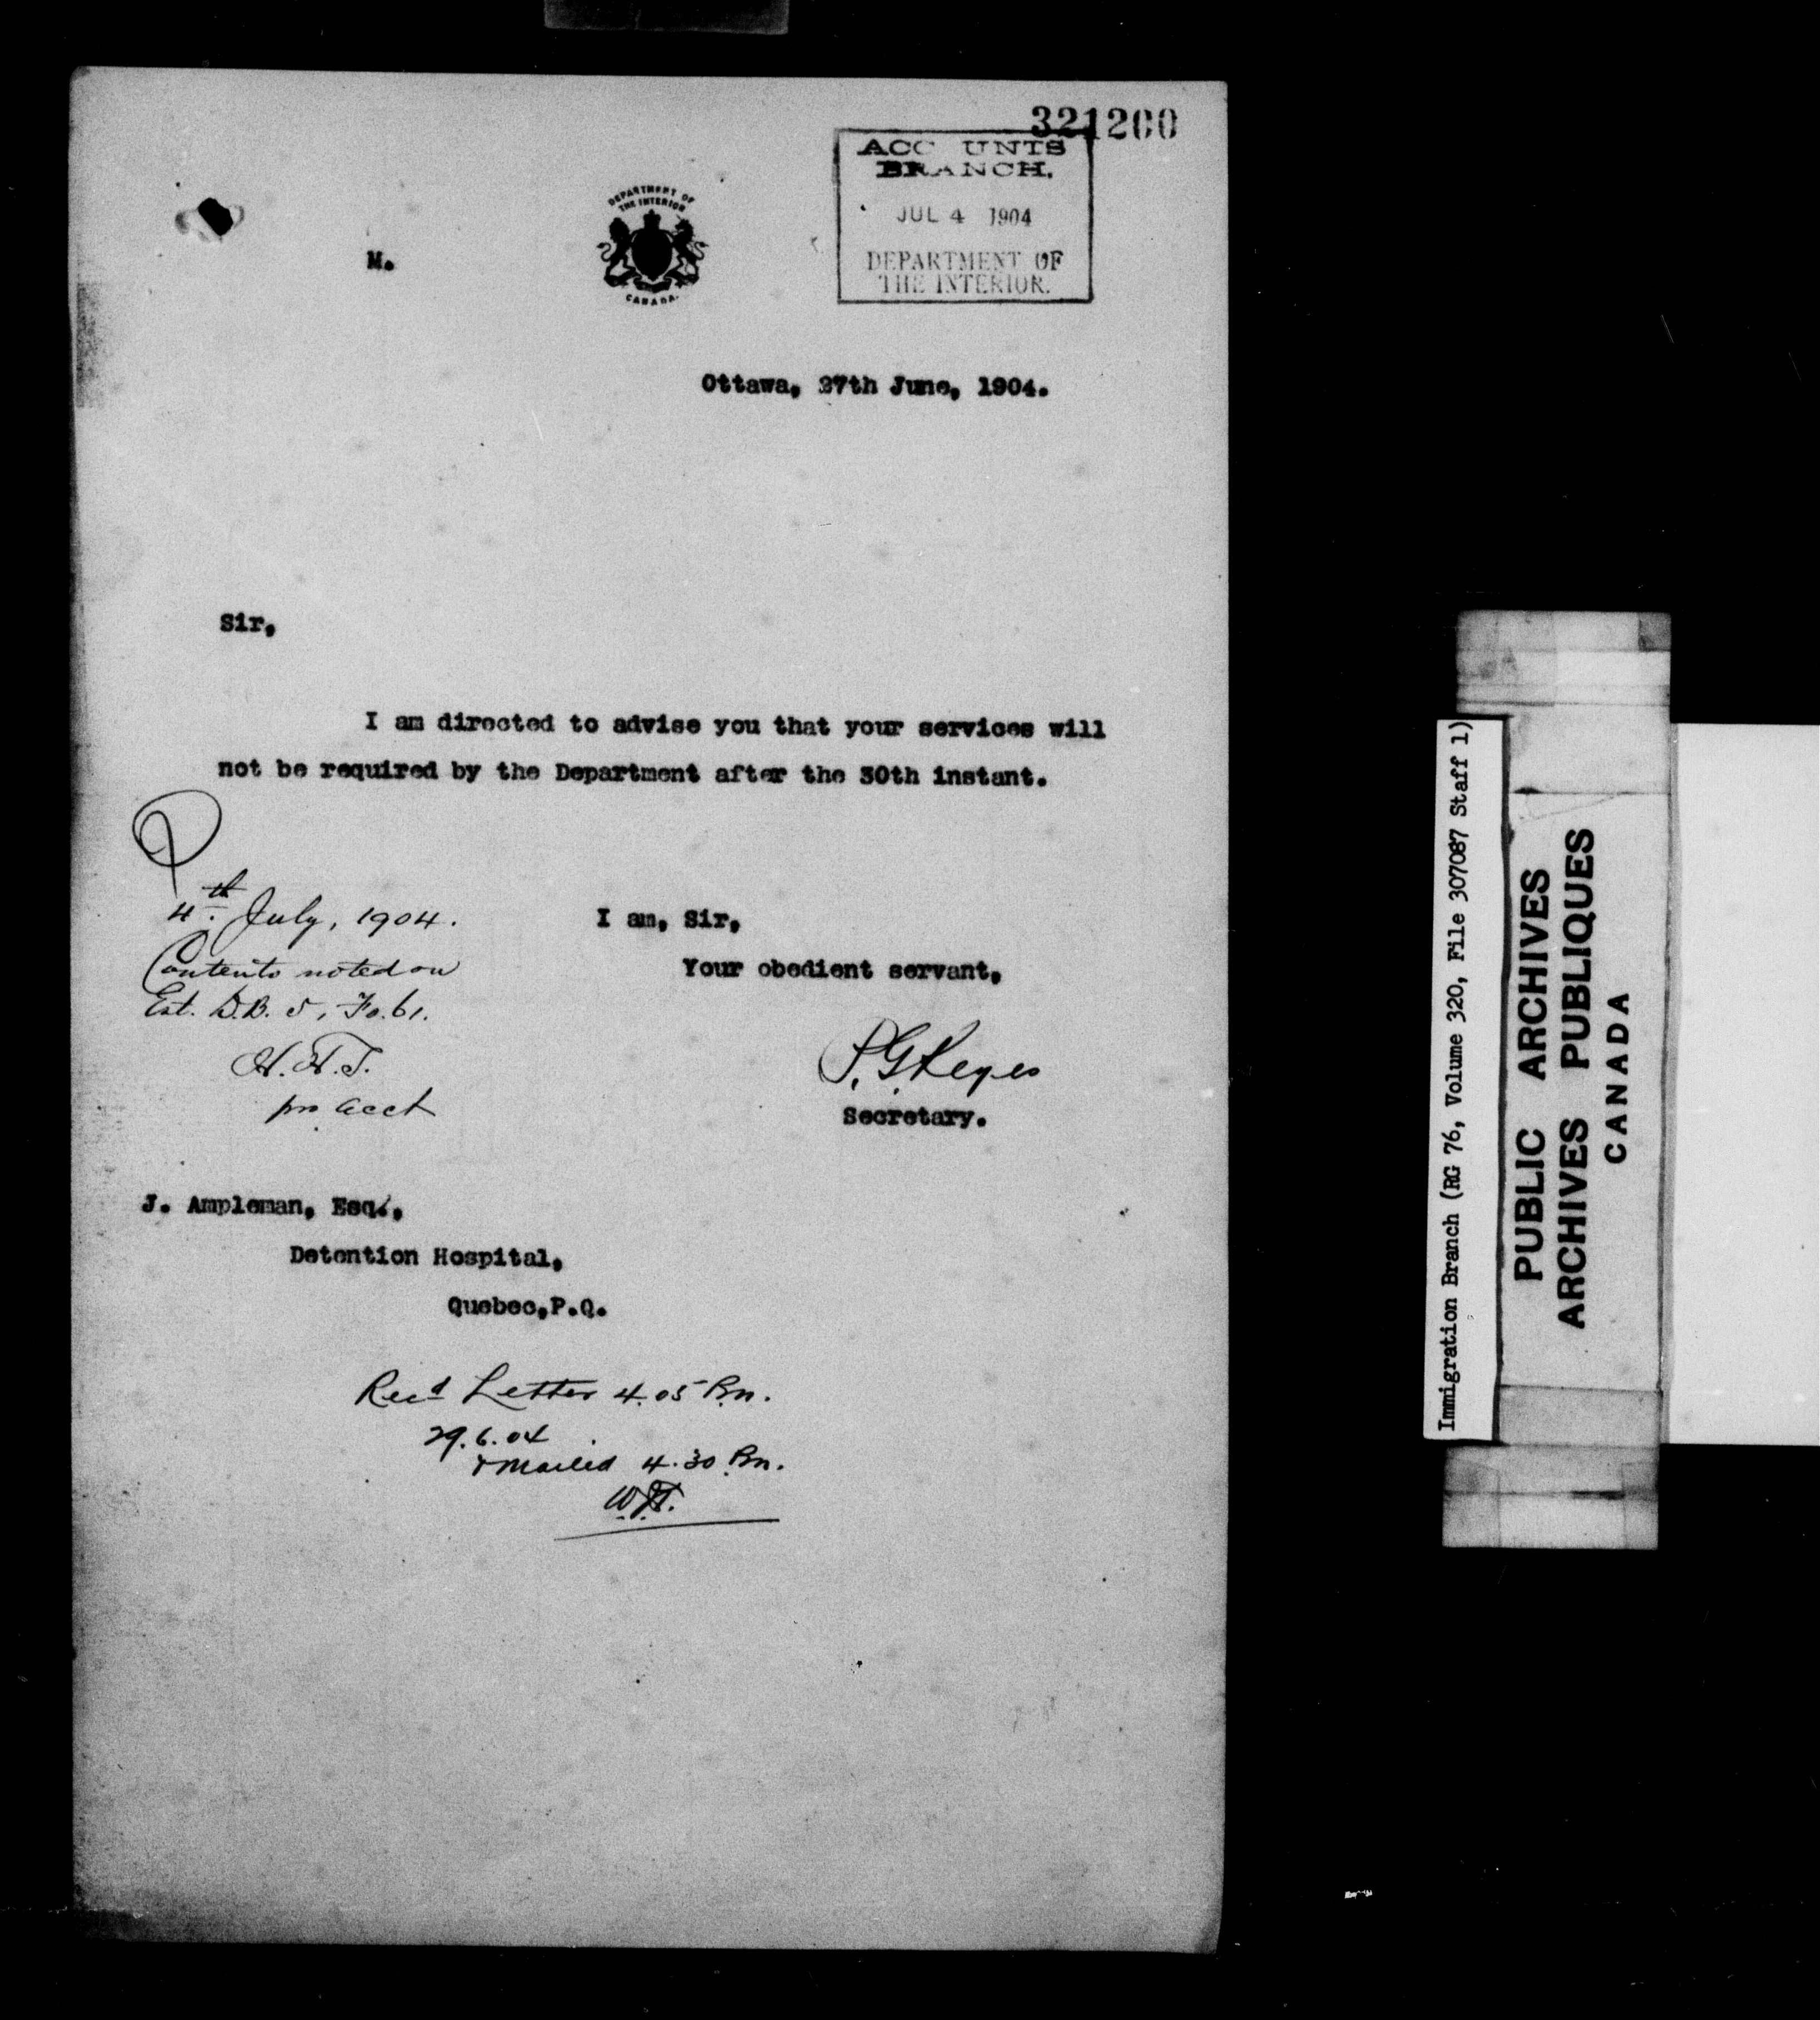 321200
ACC UNTS
BRANCH.
JUL 4 1904
DEPARTMENT OF
THE INTERIOR.
DEPARTMENT OF
THE INTERIOR
CANADA.
M.
Ottawa, 27th June, 1904.
Sir,
I am directed to advise you that your services will
not be required by the Department after the 30th instant.
4th July, 1904.
Contents noted on
Est. D.B. 5, Fo. 61.
H.H.T.
pro Acct
I am, Sir,
Your obedient servant,
P.G. Keyes
Secretary.
J. Ampleman, Esq.,
Detention Hospital,
Quebec, P.Q.
Recd Letter 4.05 P.m.
29.6.04
& mailed 4.30 P.m.
Immigration Branch (RG 76, Volume 320, File 307087 Staff 1)
PUBLIC ARCHIVES
ARCHIVES PUBLIQUES
CANADA